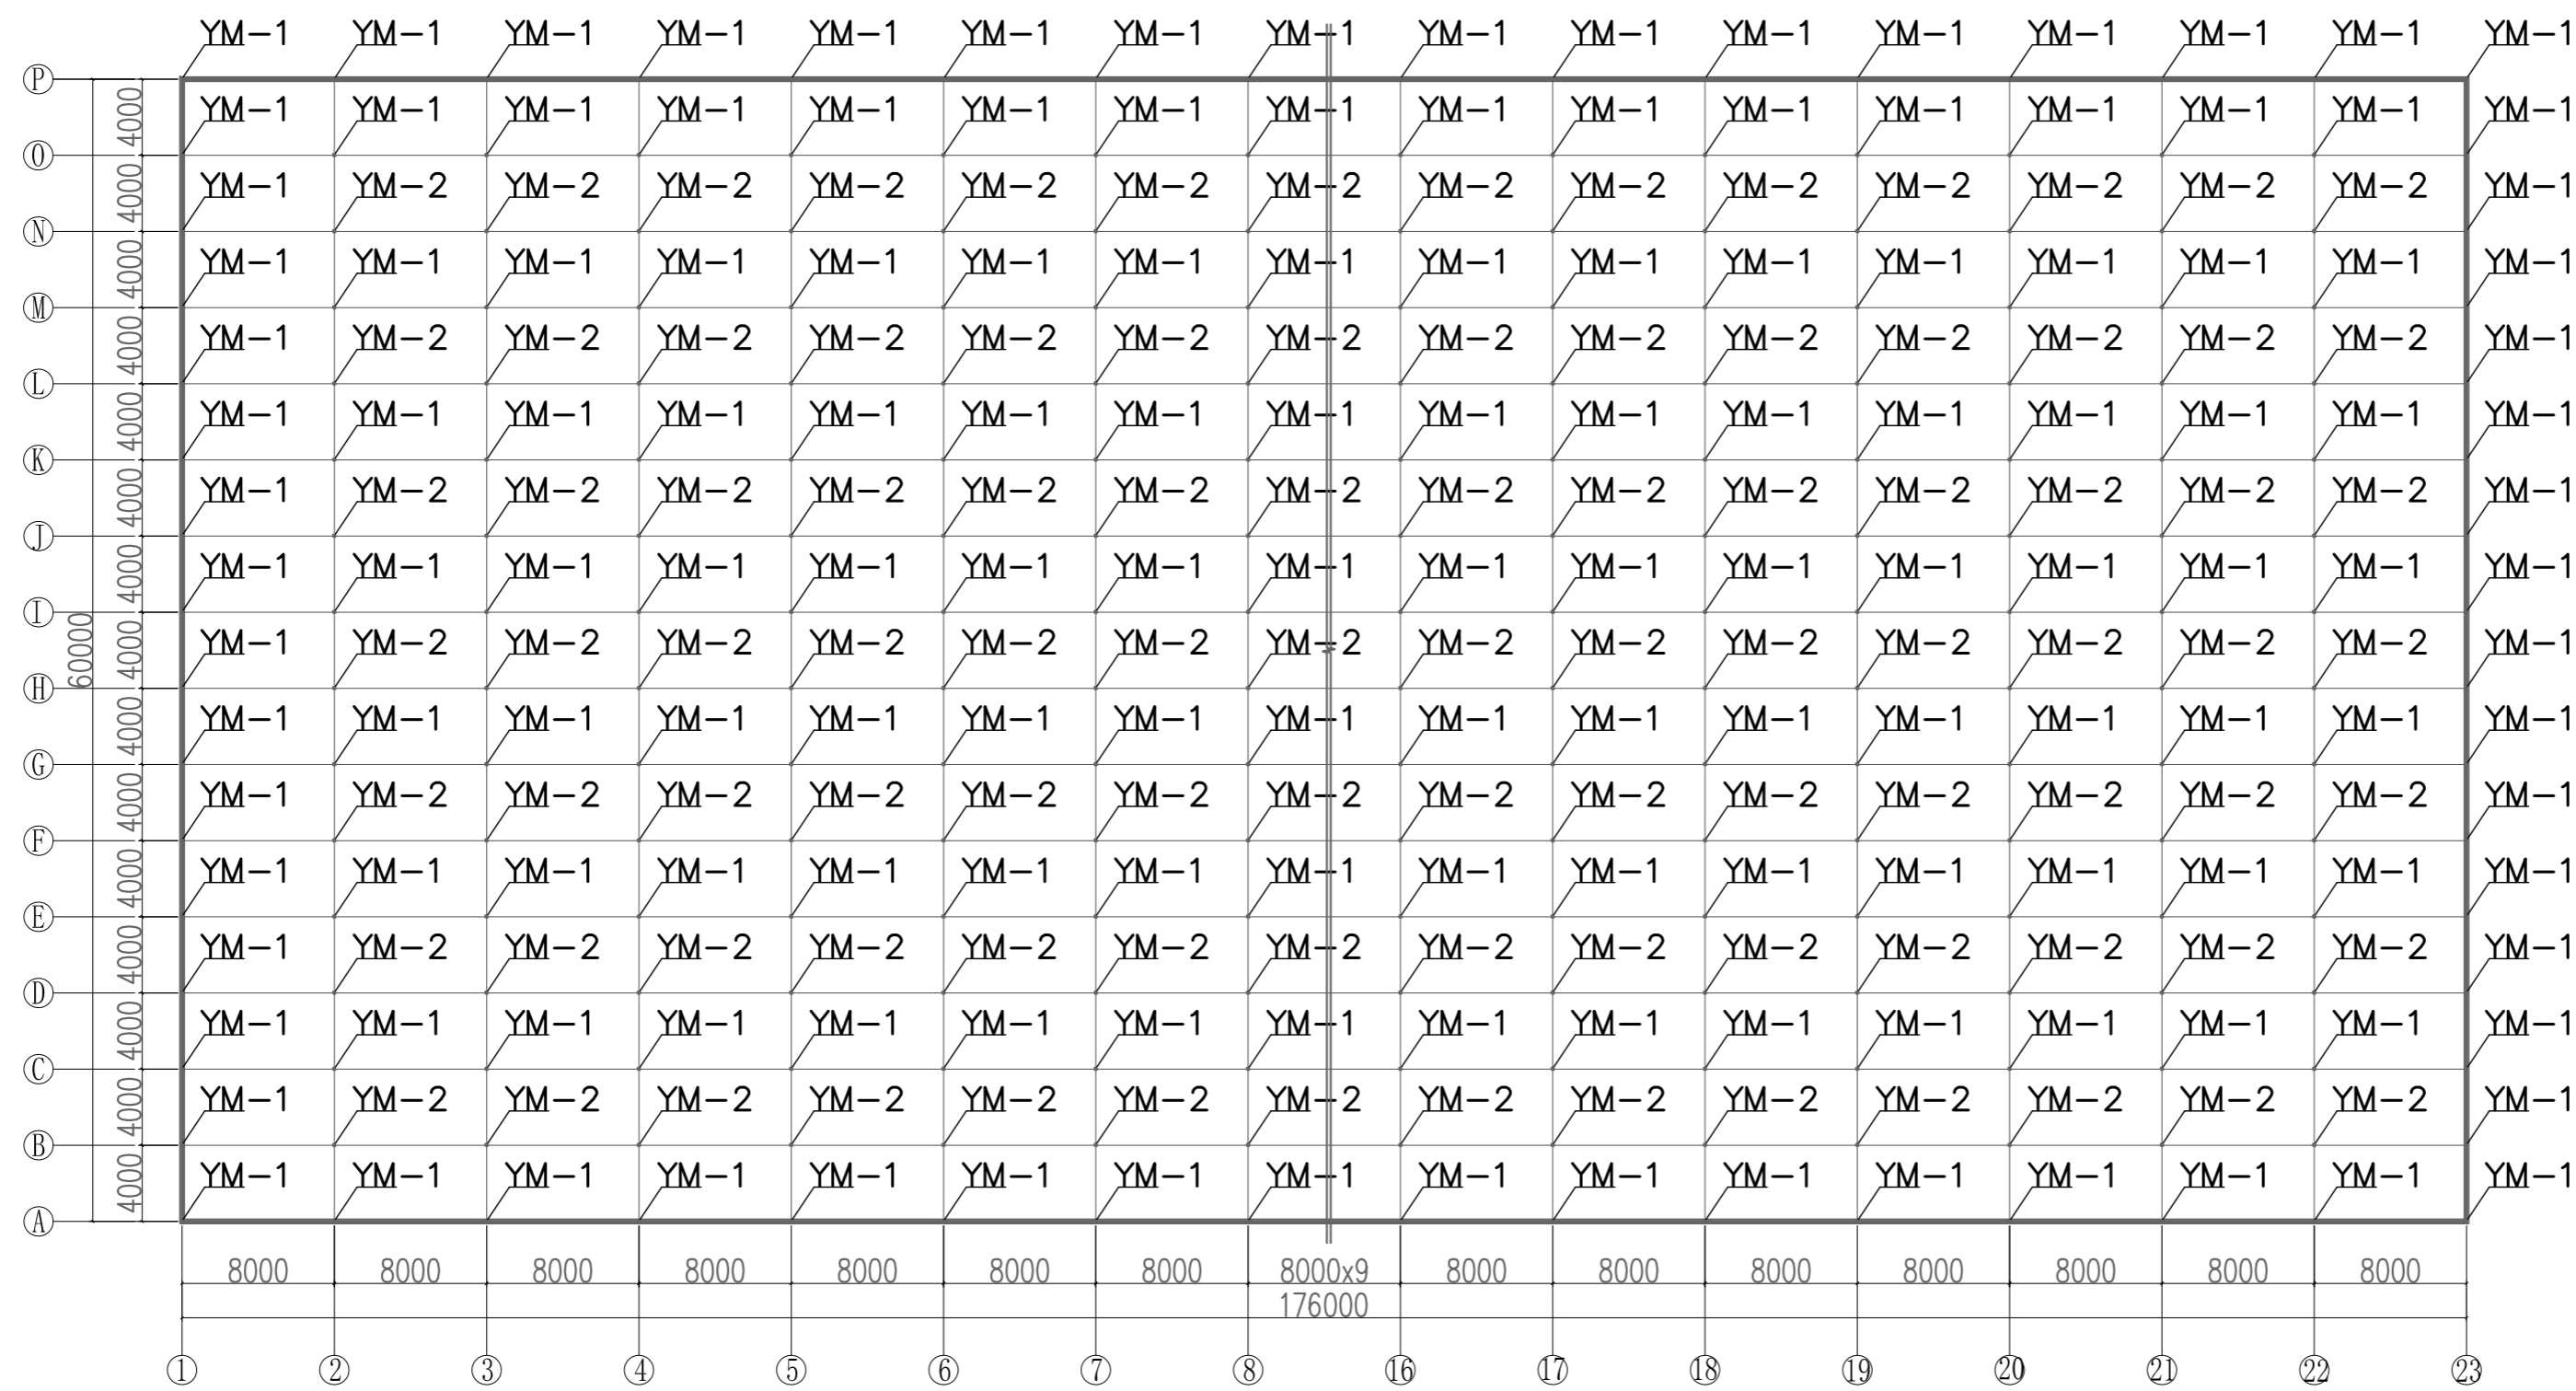 YM-1 YM-1 YM-1 YM-1 YM-1 YM-1 YM-1 YM-1 YM-1 YM-1 YM-1 YM-1 YM-1 YM-1 YM-1 YM-1
P
4000 YM-1 YM-1 YM-1 YM-1 YM-1 YM-1 YM-1 YM-1 YM-1 YM-1 YM-1 YM-1 YM-1 YM-1 YM-1 YM-1
O
4000 YM-1 YM-2 YM-2 YM-2 YM-2 YM-2 YM-2 YM-2 YM-2 YM-2 YM-2 YM-2 YM-2 YM-2 YM-2 YM-1
N
4000 YM-1 YM-1 YM-1 YM-1 YM-1 YM-1 YM-1 YM-1 YM-1 YM-1 YM-1 YM-1 YM-1 YM-1 YM-1 YM-1
M
4000 YM-1 YM-2 YM-2 YM-2 YM-2 YM-2 YM-2 YM-2 YM-2 YM-2 YM-2 YM-2 YM-2 YM-2 YM-2 YM-1
L
4000 YM-1 YM-1 YM-1 YM-1 YM-1 YM-1 YM-1 YM-1 YM-1 YM-1 YM-1 YM-1 YM-1 YM-1 YM-1 YM-1
K
4000 YM-1 YM-2 YM-2 YM-2 YM-2 YM-2 YM-2 YM-2 YM-2 YM-2 YM-2 YM-2 YM-2 YM-2 YM-2 YM-1
J
4000 YM-1 YM-1 YM-1 YM-1 YM-1 YM-1 YM-1 YM-1 YM-1 YM-1 YM-1 YM-1 YM-1 YM-1 YM-1 YM-1
I
60000
4000 YM-1 YM-2 YM-2 YM-2 YM-2 YM-2 YM-2 YM-2 YM-2 YM-2 YM-2 YM-2 YM-2 YM-2 YM-2 YM-1
H
4000 YM-1 YM-1 YM-1 YM-1 YM-1 YM-1 YM-1 YM-1 YM-1 YM-1 YM-1 YM-1 YM-1 YM-1 YM-1 YM-1
G
4000 YM-1 YM-2 YM-2 YM-2 YM-2 YM-2 YM-2 YM-2 YM-2 YM-2 YM-2 YM-2 YM-2 YM-2 YM-2 YM-1
F
4000 YM-1 YM-1 YM-1 YM-1 YM-1 YM-1 YM-1 YM-1 YM-1 YM-1 YM-1 YM-1 YM-1 YM-1 YM-1 YM-1
E
4000 YM-1 YM-2 YM-2 YM-2 YM-2 YM-2 YM-2 YM-2 YM-2 YM-2 YM-2 YM-2 YM-2 YM-2 YM-2 YM-1
D
4000 YM-1 YM-1 YM-1 YM-1 YM-1 YM-1 YM-1 YM-1 YM-1 YM-1 YM-1 YM-1 YM-1 YM-1 YM-1 YM-1
C
4000 YM-1 YM-2 YM-2 YM-2 YM-2 YM-2 YM-2 YM-2 YM-2 YM-2 YM-2 YM-2 YM-2 YM-2 YM-2 YM-1
B
4000 YM-1 YM-1 YM-1 YM-1 YM-1 YM-1 YM-1 YM-1 YM-1 YM-1 YM-1 YM-1 YM-1 YM-1 YM-1 YM-1
A
8000 8000 8000 8000 8000 8000 8000 8000x9 8000 8000 8000 8000 8000 8000 8000
176000
1 2 3 4 5 6 7 8 16 17 18 19 20 21 22 23